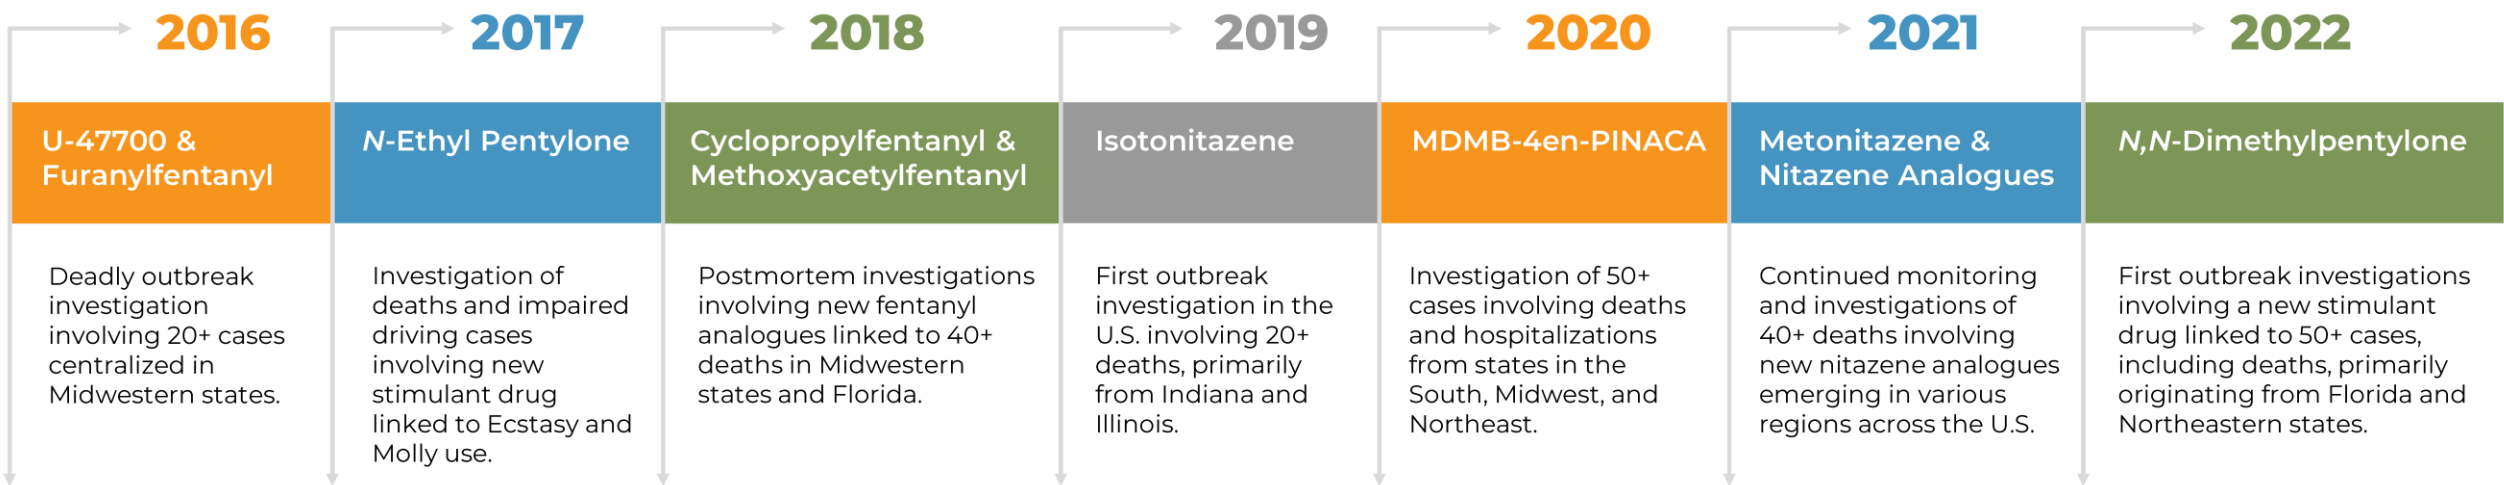 2016
U-47700 &
Furanylfentanyl
Deadly outbreak
investigation
involving 20+ cases
centralized in
Midwestern states.
2017
N-Ethyl Pentylone
Investigation of
deaths and impaired
driving cases
involving new
stimulant drug
linked to Ecstasy and
Molly use.
2018
Cyclopropylfentanyl &
Methoxyacetylfentanyl
Postmortem investigations
involving new fentanyl
analogues linked to 40+
deaths in Midwestern
states and Florida.
2019
Isotonitazene
First outbreak
investigation in the
U.S. involving 20+
deaths, primarily
from Indiana and
Illinois.
2020
MDMB-4en-PINACA
Investigation of 50+
cases involving deaths
and hospitalizations
from states in the
South, Midwest, and
Northeast.
2021
Metonitazene &
Nitazene Analogues
Continued monitoring
and investigations of
40+ deaths involving
new nitazene analogues
emerging in various
regions across the U.S.
2022
N,N-Dimethylpentylone
First outbreak investigations
involving a new stimulant
drug linked to 50+ cases,
including deaths, primarily
originating from Florida and
Northeastern states.